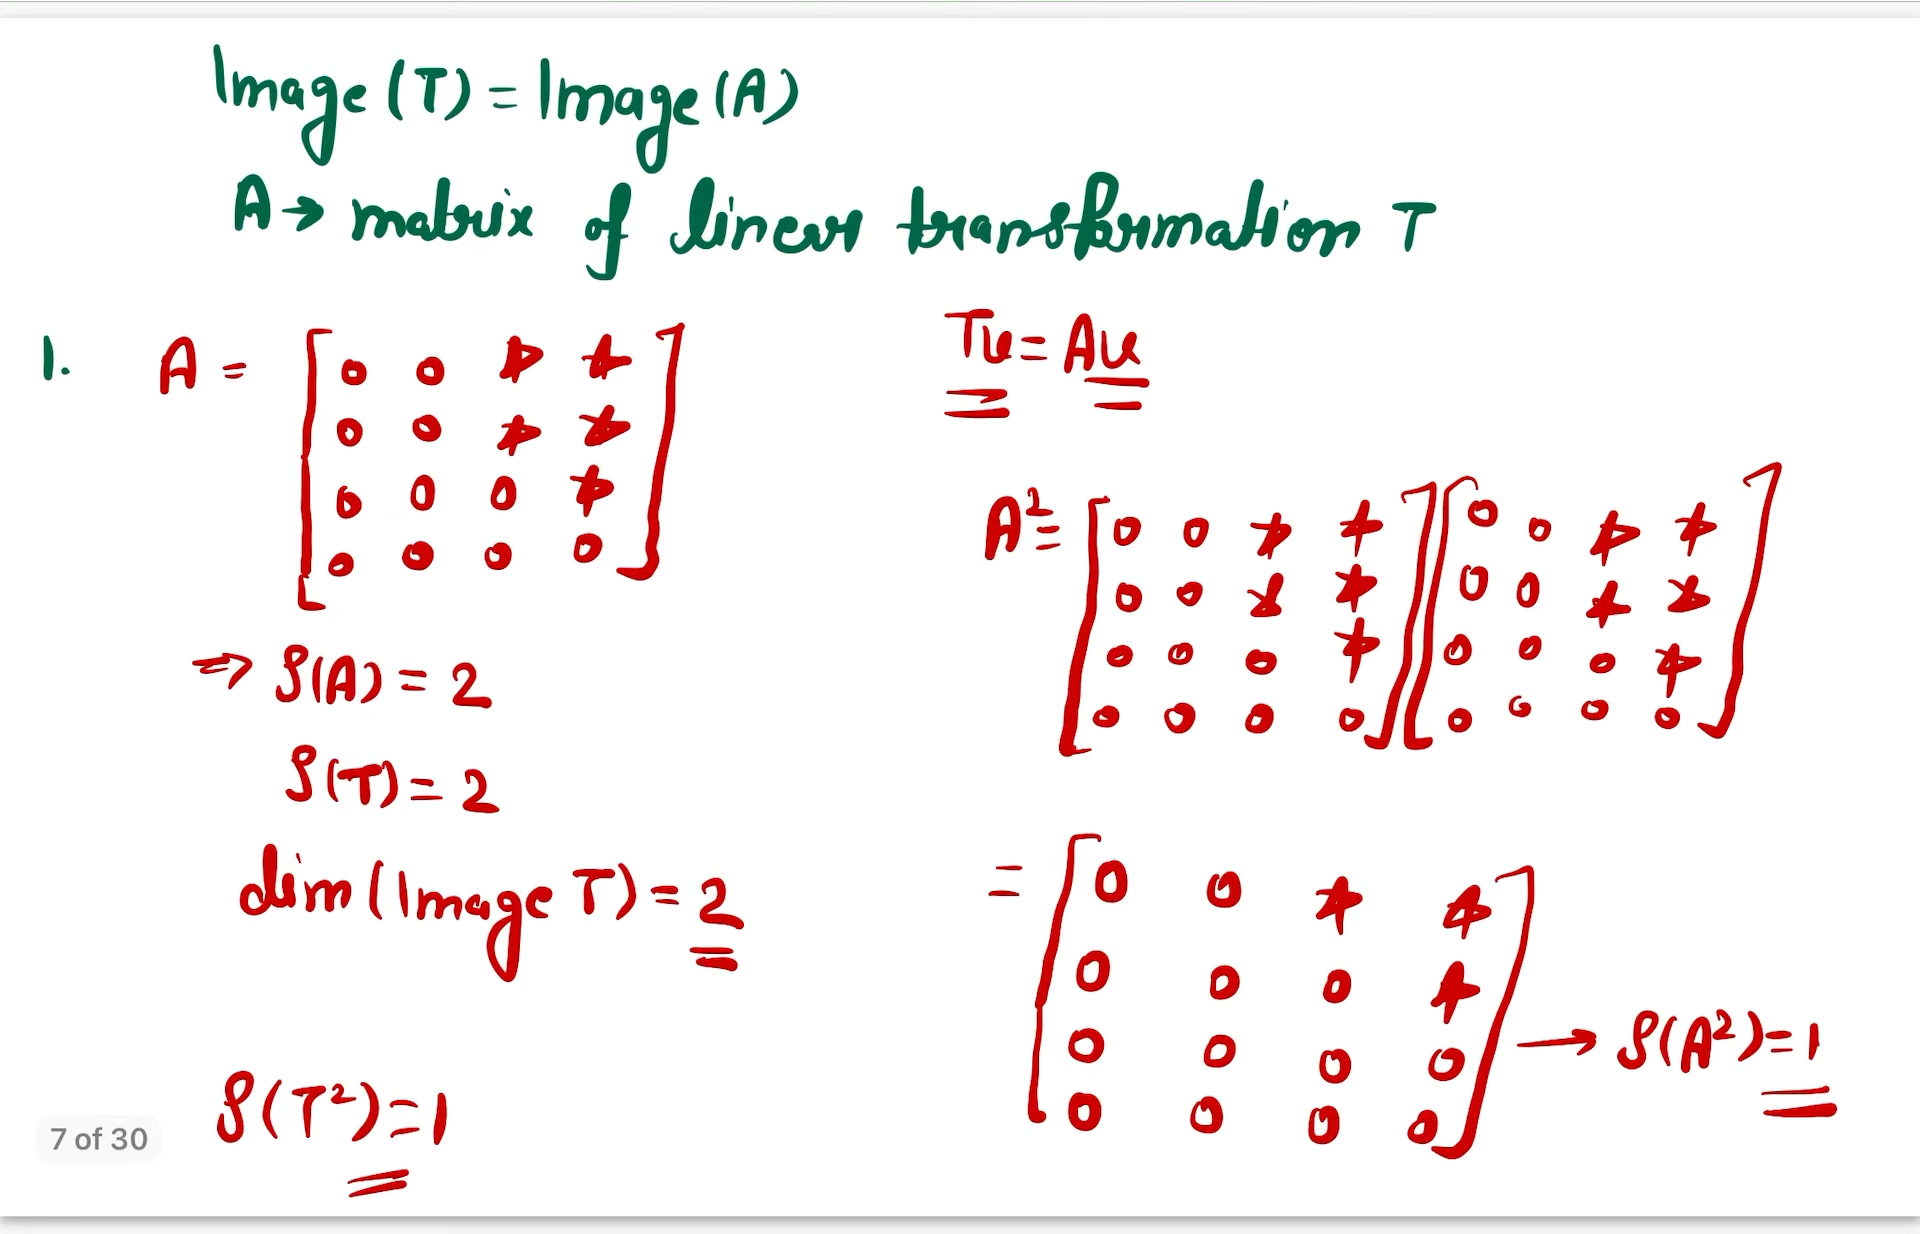 Image (T) = Image (A)
A → matrix of linear transformation T
1. A = [0 0 * *
0 0 * *
0 0 0 *
0 0 0 0]
⇒ ρ(A) = 2
ρ(T) = 2
dim (Image T) = 2
ρ(T²) = 1
Tv = Av
A² = [0 0 * *] [0 0 * *]
[0 0 * *] [0 0 * *]
[0 0 0 *] [0 0 0 *]
[0 0 0 0] [0 0 0 0]
= [0 0 * *
0 0 0 *
0 0 0 0
0 0 0 0] → ρ(A²) = 1
7 of 30